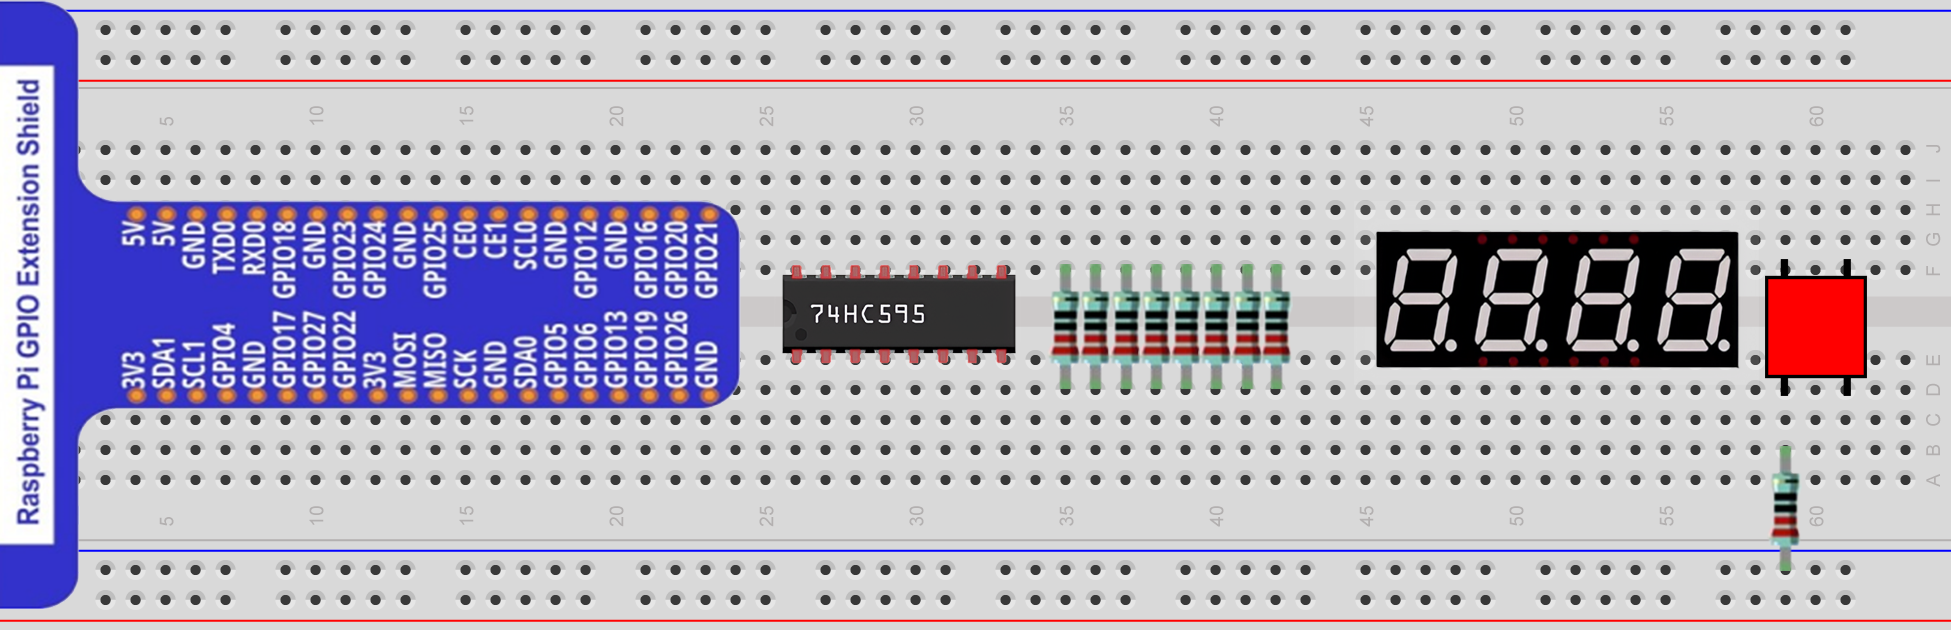 Raspberry Pi GPIO Extension Shield
5 10 15 20 25 30 35 40 45 50 55 60
J
I
H
G
F
5V 5V GND TXD0 RXD0 GPIO18 GND GPIO23 GPIO24 GND GPIO25 CE0 CE1 SCL0 GND GPIO12 GND GPIO16 GPIO20 GPIO21
74HC595
3V3 SDA1 SCL1 GPIO4 GND GPIO17 GPIO27 GPIO22 3V3 MOSI MISO SCK GND SDA0 GPIO5 GPIO6 GPIO13 GPIO19 GPIO26 GND
E
D
C
B
A
5 10 15 20 25 30 35 40 45 50 55 60